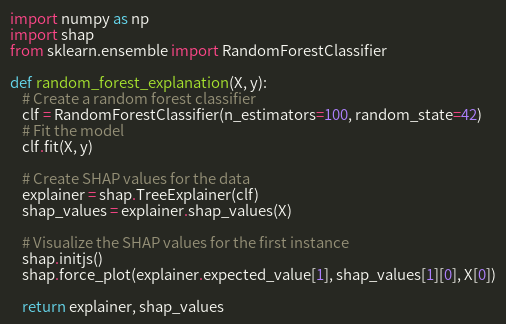 import numpy as np
import shap
from sklearn.ensemble import RandomForestClassifier

def random_forest_explanation(X, y):
    # Create a random forest classifier
    clf = RandomForestClassifier(n_estimators=100, random_state=42)
    # Fit the model
    clf.fit(X, y)

    # Create SHAP values for the data
    explainer = shap.TreeExplainer(clf)
    shap_values = explainer.shap_values(X)

    # Visualize the SHAP values for the first instance
    shap.initjs()
    shap.force_plot(explainer.expected_value[1], shap_values[1][0], X[0])

    return explainer, shap_values